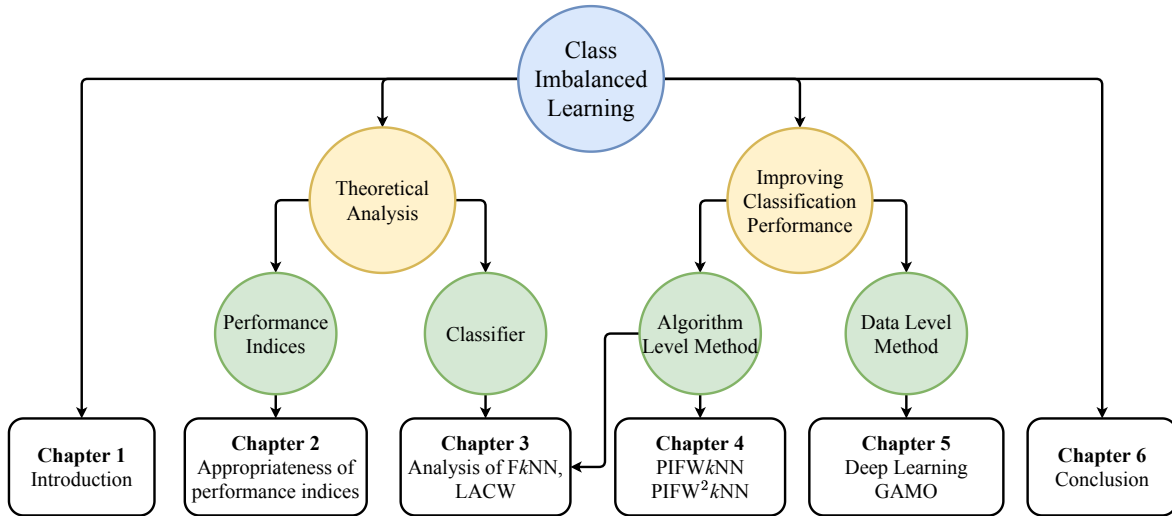 Class
Imbalanced
Learning
Theoretical
Analysis
Improving
Classification
Performance
Performance
Indices
Classifier
Algorithm
Level Method
Data Level
Method
Chapter 1
Introduction
Chapter 2
Appropriateness of
performance indices
Chapter 3
Analysis of FkNN,
LACW
Chapter 4
PIFWkNN
PIFW²kNN
Chapter 5
Deep Learning
GAMO
Chapter 6
Conclusion